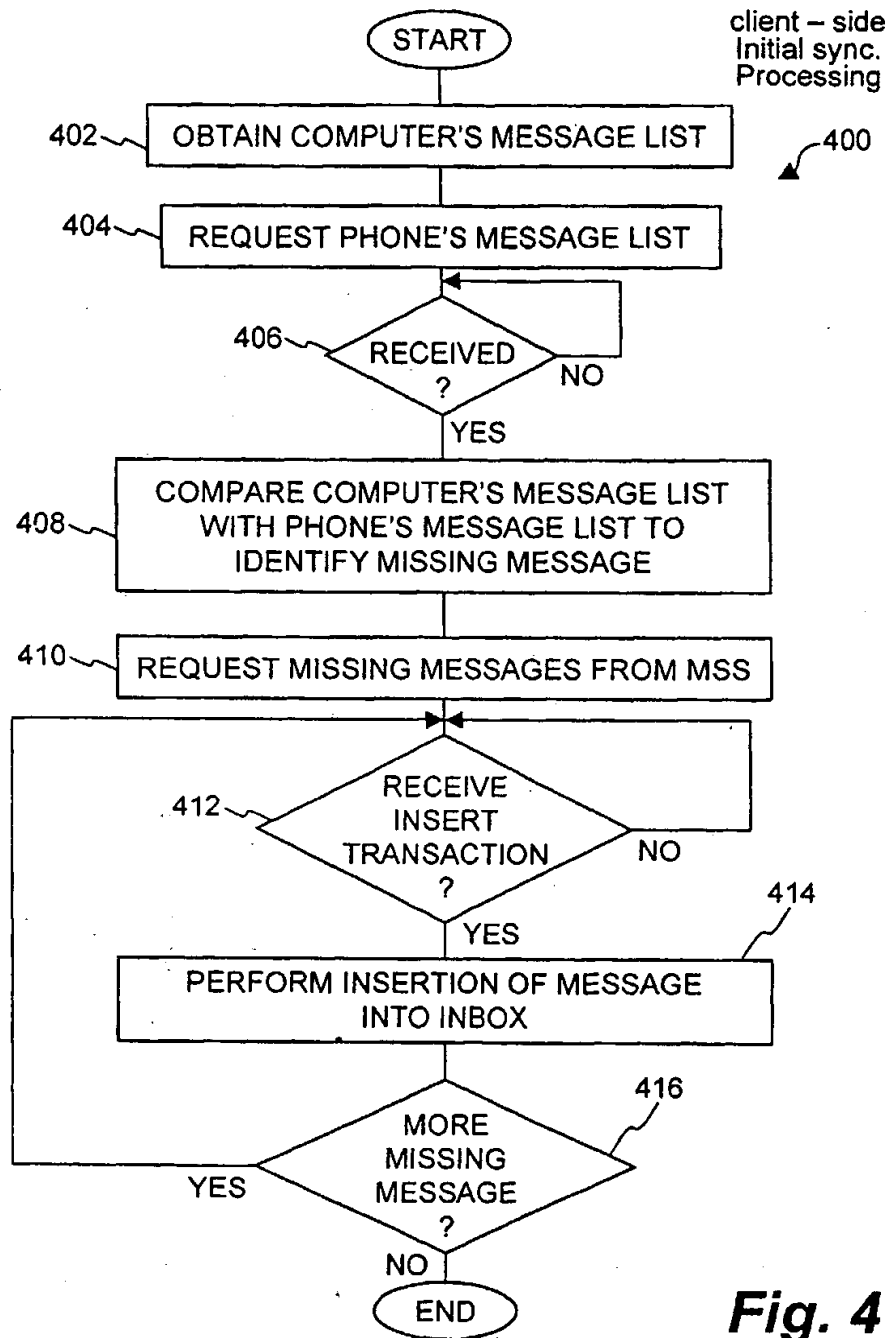 START
client – side
Initial sync.
Processing
400
402
OBTAIN COMPUTER'S MESSAGE LIST
404
REQUEST PHONE'S MESSAGE LIST
406
RECEIVED
?
NO
YES
408
COMPARE COMPUTER'S MESSAGE LIST
WITH PHONE'S MESSAGE LIST TO
IDENTIFY MISSING MESSAGE
410
REQUEST MISSING MESSAGES FROM MSS
412
RECEIVE
INSERT
TRANSACTION
?
NO
YES
414
PERFORM INSERTION OF MESSAGE
INTO INBOX
416
MORE
MISSING
MESSAGE
?
YES
NO
END
Fig. 4